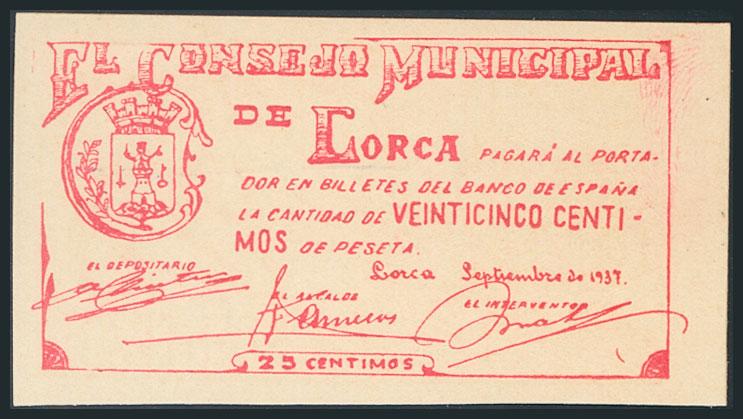 EL CONSEJO MUNICIPAL
DE LORCA PAGARÁ AL PORTA-
DOR EN BILLETES DEL BANCO DE ESPAÑA
LA CANTIDAD DE VEINTICINCO CENTI-
MOS DE PESETA.
Lorca Septiembre de 1937.
EL DEPOSITARIO
EL ALCALDE
EL INTERVENTOR
25 CENTIMOS